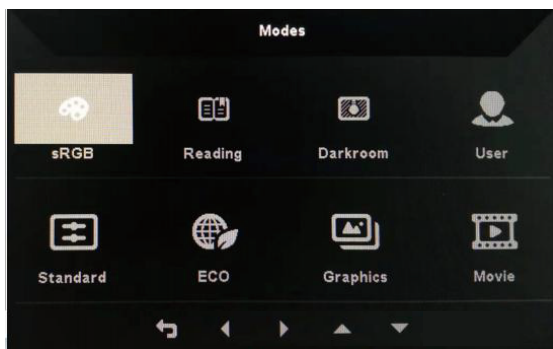 Modes
sRGB Reading Darkroom User
Standard ECO Graphics Movie